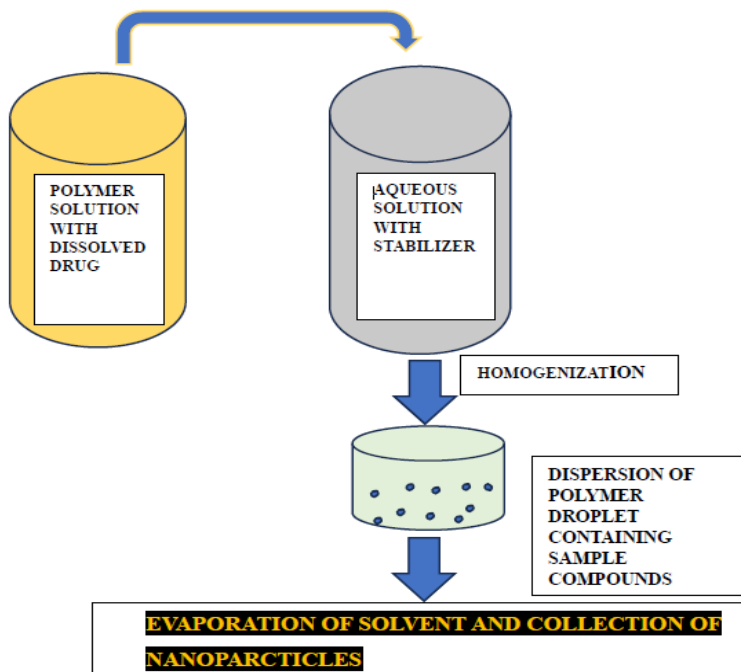 POLYMER
SOLUTION
WITH
DISSOLVED
DRUG
AQUEOUS
SOLUTION
WITH
STABILIZER
HOMOGENIZATION
DISPERSION OF
POLYMER
DROPLET
CONTAINING
SAMPLE
COMPOUNDS
EVAPORATION OF SOLVENT AND COLLECTION OF
NANOPARCTICLES